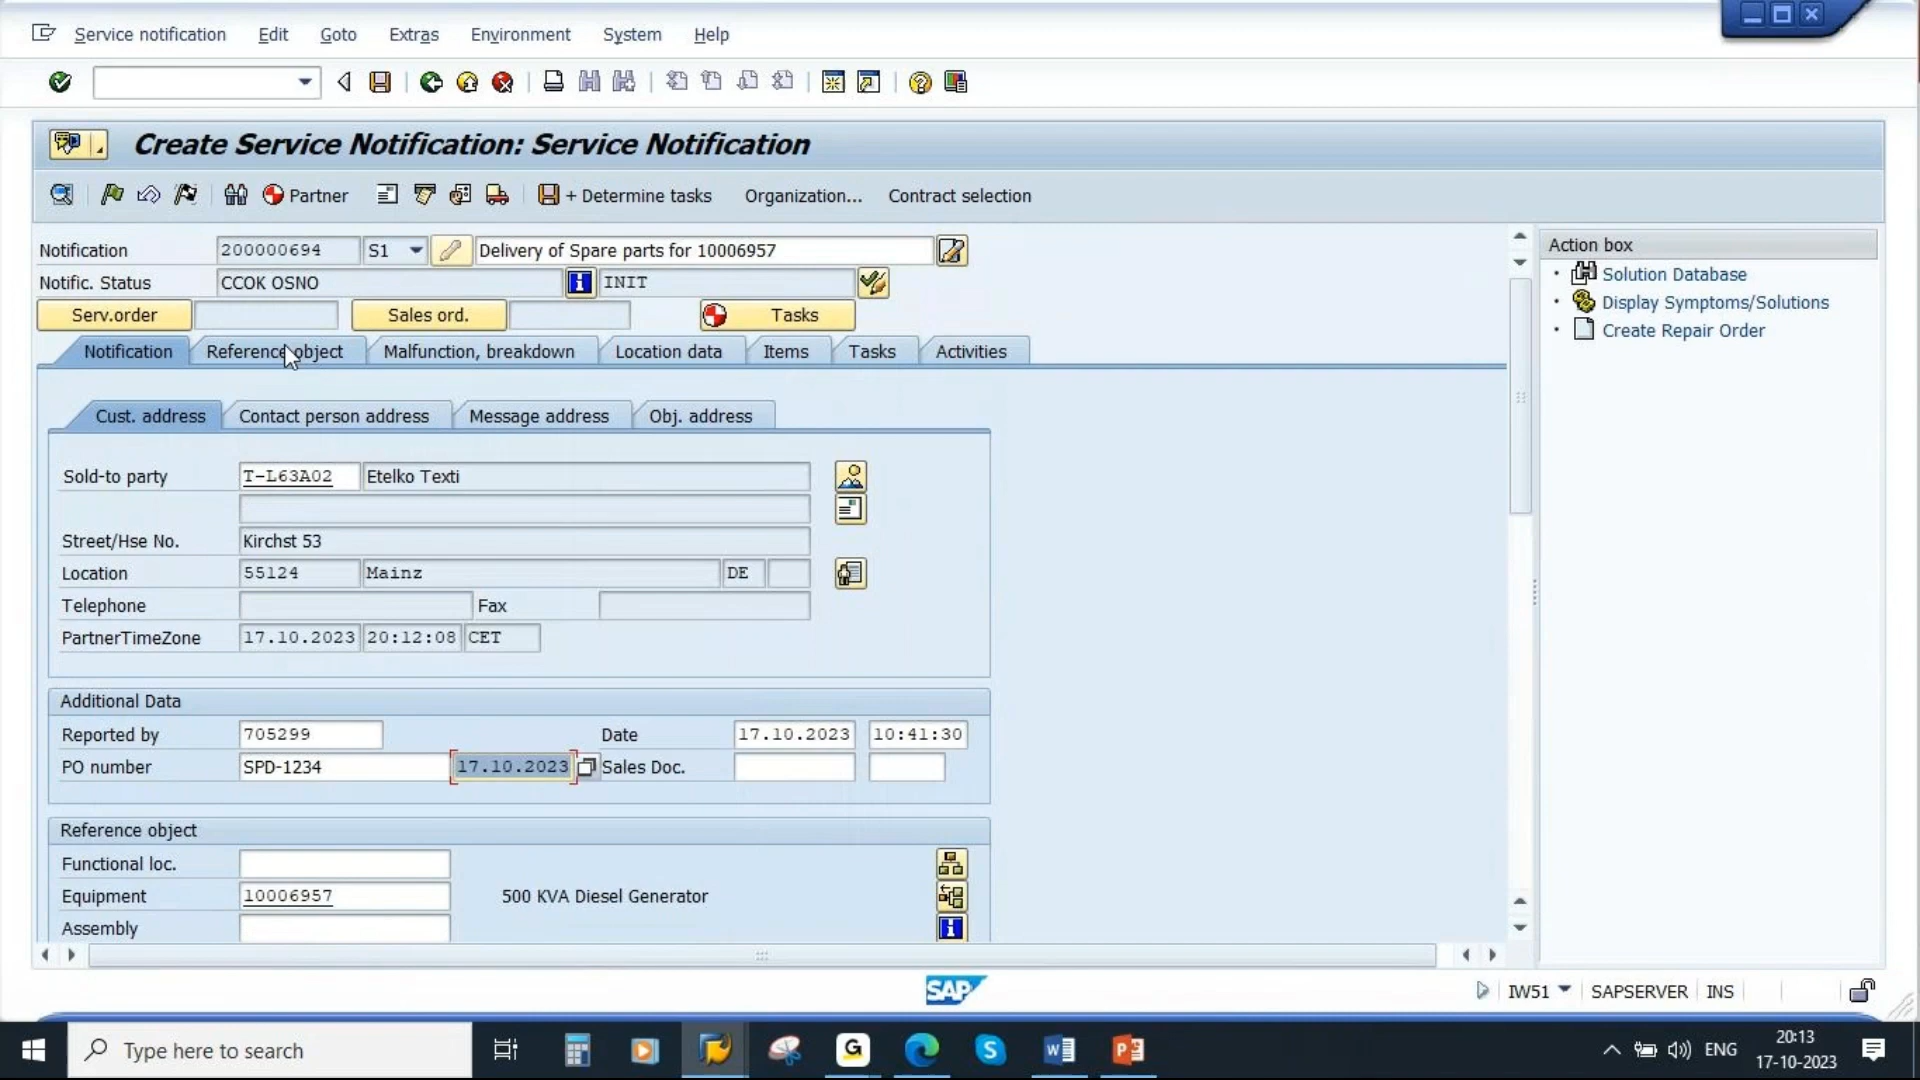 Service notification Edit Goto Extras Environment System Help
Create Service Notification: Service Notification
Partner + Determine tasks Organization... Contract selection
Notification 200000694 S1 Delivery of Spare parts for 10006957
Notific. Status CCOK OSNO INIT
Serv.order Sales ord. Tasks
Notification Reference object Malfunction, breakdown Location data Items Tasks Activities
Cust. address Contact person address Message address Obj. address
Sold-to party T-L63A02 Etelko Texti
Street/Hse No. Kirchst 53
Location 55124 Mainz DE
Telephone Fax
PartnerTimeZone 17.10.2023 20:12:08 CET
Additional Data
Reported by 705299 Date 17.10.2023 10:41:30
PO number SPD-1234 17.10.2023 Sales Doc.
Reference object
Functional loc.
Equipment 10006957 500 KVA Diesel Generator
Assembly
Action box
Solution Database
Display Symptoms/Solutions
Create Repair Order
SAP
IW51 SAPSERVER INS
Type here to search
ENG
20:13
17-10-2023